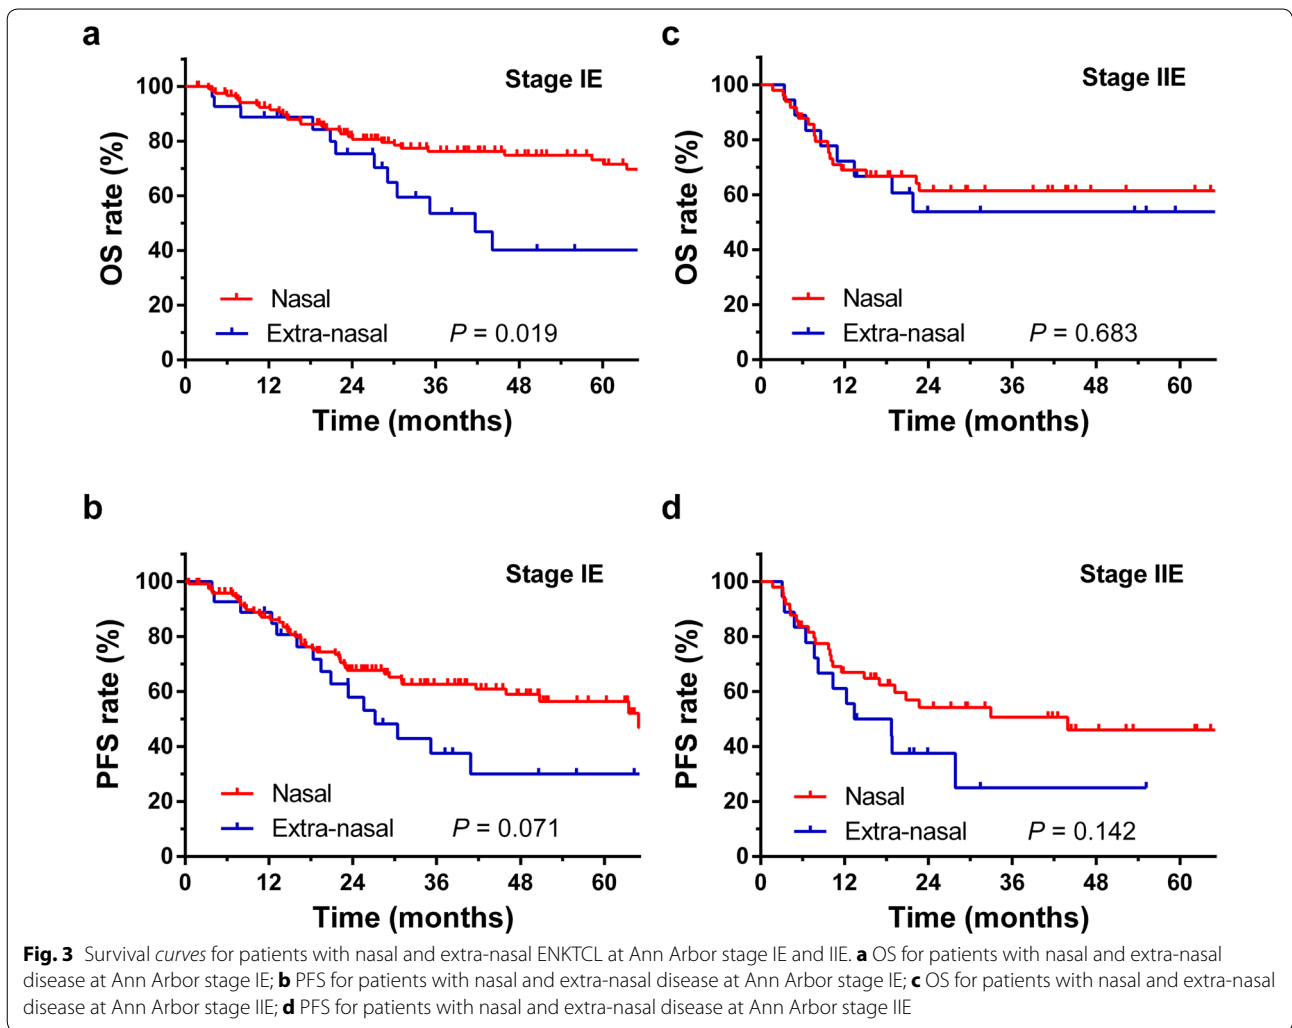 a
Stage IE
OS rate (%)
100
80
60
40
20
0
Nasal
Extra-nasal
P = 0.019
0 12 24 36 48 60
Time (months)
c
Stage IIE
OS rate (%)
100
80
60
40
20
0
Nasal
Extra-nasal
P = 0.683
0 12 24 36 48 60
Time (months)
b
Stage IE
PFS rate (%)
100
80
60
40
20
0
Nasal
Extra-nasal
P = 0.071
0 12 24 36 48 60
Time (months)
d
Stage IIE
PFS rate (%)
100
80
60
40
20
0
Nasal
Extra-nasal
P = 0.142
0 12 24 36 48 60
Time (months)
Fig. 3 Survival curves for patients with nasal and extra-nasal ENKTCL at Ann Arbor stage IE and IIE. a OS for patients with nasal and extra-nasal
disease at Ann Arbor stage IE; b PFS for patients with nasal and extra-nasal disease at Ann Arbor stage IE; c OS for patients with nasal and extra-nasal
disease at Ann Arbor stage IIE; d PFS for patients with nasal and extra-nasal disease at Ann Arbor stage IIE